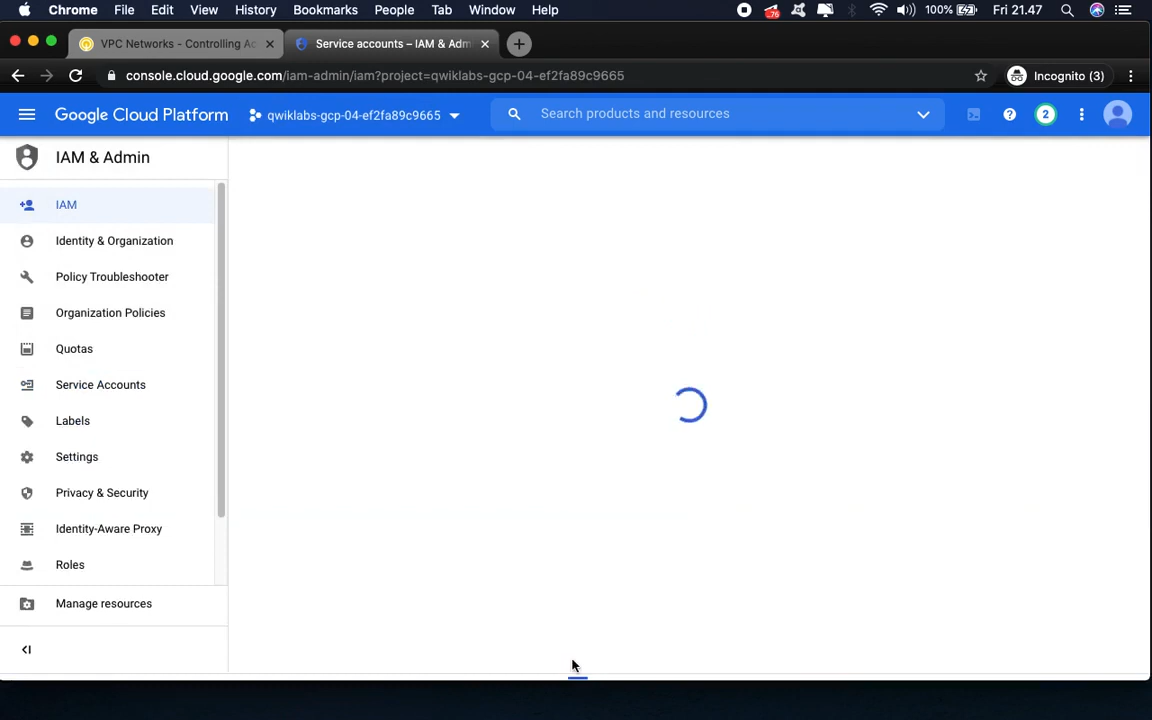 Chrome File Edit View History Bookmarks People Tab Window Help 76 100% Fri 21.47
VPC Networks - Controlling Ac Service accounts – IAM & Adm
console.cloud.google.com/iam-admin/iam?project=qwiklabs-gcp-04-ef2fa89c9665 Incognito (3)
Google Cloud Platform qwiklabs-gcp-04-ef2fa89c9665 Search products and resources ? 2
IAM & Admin
IAM
Identity & Organization
Policy Troubleshooter
Organization Policies
Quotas
Service Accounts
Labels
Settings
Privacy & Security
Identity-Aware Proxy
Roles
Manage resources